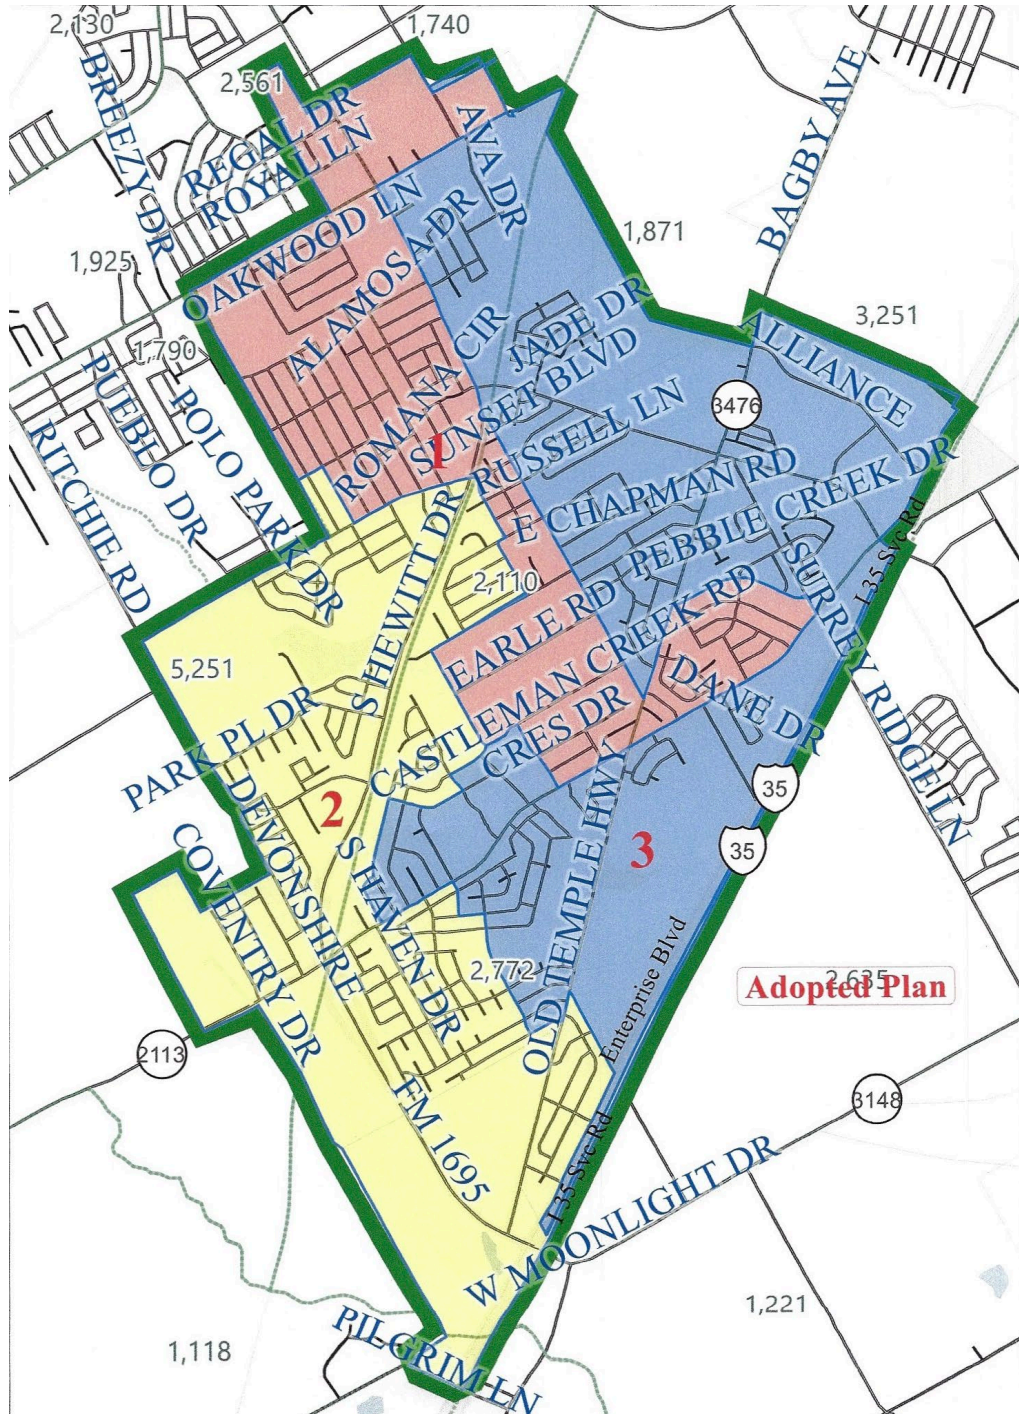 2,130
1,740
2,561
BREEZY DR
REGAL DR
ROYAL LN
AVA DR
BAGBY AVE
1,871
1,925
OAKWOOD LN
ALAMOSA DR
3,251
1,790
ROMANA CIR
JADE DR
SUNSET BLVD
ALLIANCE
PUEBLO DR
POLO PARK DR
RITCHIE RD
3476
1
RUSSELL LN
E CHAPMAN RD
PEBBLE CREEK DR
I 35 Svc Rd
S HEWITT DR
2,110
EARLE RD
SURREY RIDGE LN
5,251
CASTLEMAN CREEK RD
DANE DR
PARK PL DR
CRES DR
35
2
DEVONSHIRE
COVENTRY DR
S HAVEN DR
OLD TEMPLE HWY
3
35
2,772
Enterprise Blvd
2,635
Adopted Plan
2113
FM 1695
3148
I 35 Svc Rd
W MOONLIGHT DR
1,221
1,118
PILGRIM LN